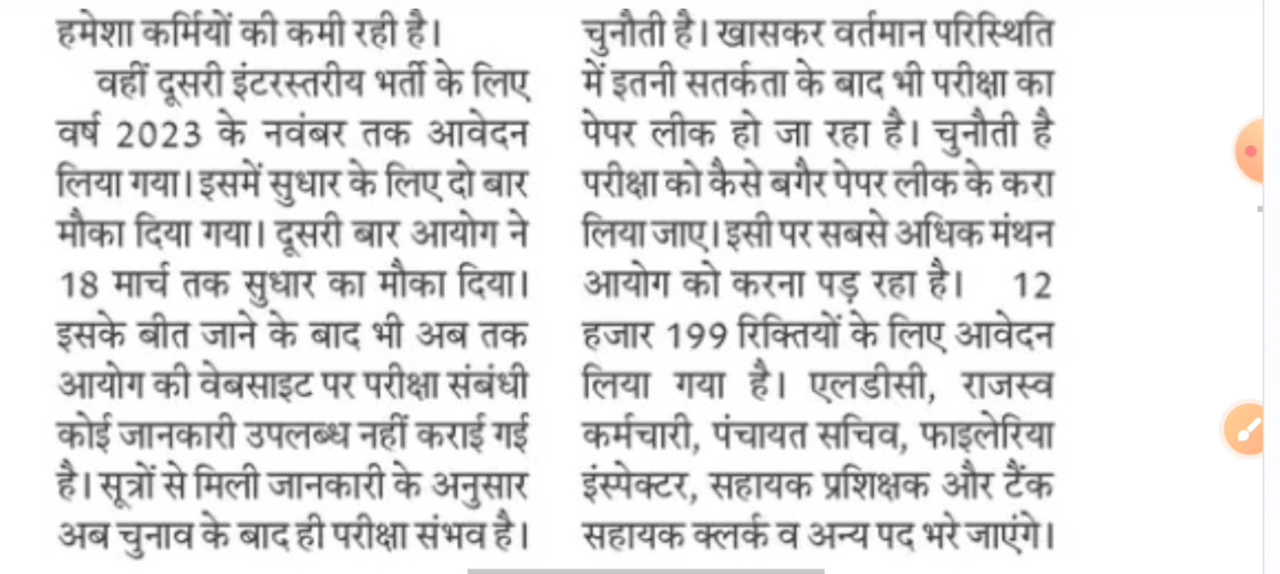 हमेशा कर्मियों की कमी रही है।
वहीं दूसरी इंटरस्तरीय भर्ती के लिए
वर्ष 2023 के नवंबर तक आवेदन
लिया गया। इसमें सुधार के लिए दो बार
मौका दिया गया। दूसरी बार आयोग ने
18 मार्च तक सुधार का मौका दिया।
इसके बीत जाने के बाद भी अब तक
आयोग की वेबसाइट पर परीक्षा संबंधी
कोई जानकारी उपलब्ध नहीं कराई गई
है। सूत्रों से मिली जानकारी के अनुसार
अब चुनाव के बाद ही परीक्षा संभव है।
चुनौती है। खासकर वर्तमान परिस्थिति
में इतनी सतर्कता के बाद भी परीक्षा का
पेपर लीक हो जा रहा है। चुनौती है
परीक्षा को कैसे बगैर पेपर लीक के करा
लिया जाए। इसी पर सबसे अधिक मंथन
आयोग को करना पड़ रहा है। 12
हजार 199 रिक्तियों के लिए आवेदन
लिया गया है। एलडीसी, राजस्व
कर्मचारी, पंचायत सचिव, फाइलेरिया
इंस्पेक्टर, सहायक प्रशिक्षक और टैंक
सहायक क्लर्क व अन्य पद भरे जाएंगे।